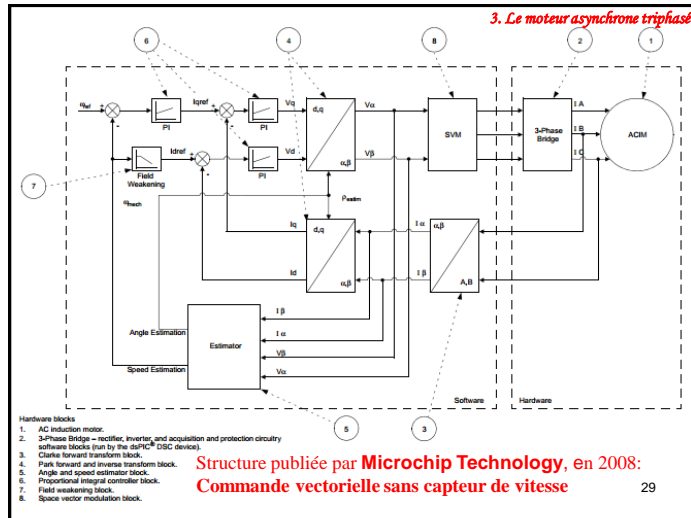 3. Le moteur asynchrone triphasé
6
4
8
2
1
ωref
+
-
PI
Iqref
+
-
PI
Vq
d,q
α,β
Vα
SVM
3-Phase
Bridge
I A
I B
I C
ACIM
Idref
+
-
PI
Vd
Vβ
7
Field
Weakening
ωmech
ρestim
Iq
d,q
I α
α,β
Id
α,β
I β
A,B
Angle Estimation
Speed Estimation
Estimator
I β
I α
Vβ
Vα
Software
Hardware
5
3
Hardware blocks
1. AC induction motor.
2. 3-Phase Bridge – rectifier, inverter, and acquisition and protection circuitry
software blocks (run by the dsPIC® DSC device).
3. Clarke forward transform block.
4. Park forward and inverse transform block.
5. Angle and speed estimator block.
6. Proportional integral controller block.
7. Field weakening block.
8. Space vector modulation block.
Structure publiée par Microchip Technology, en 2008:
Commande vectorielle sans capteur de vitesse
29